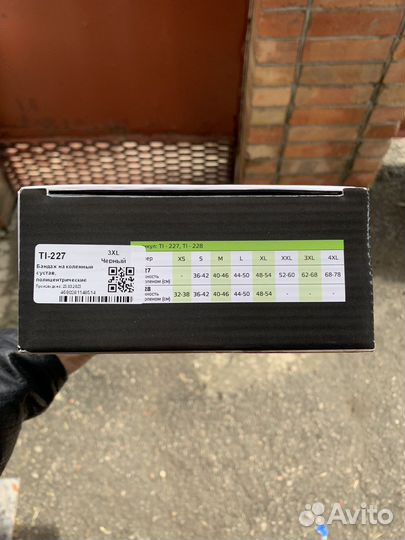 TI-227
3XL
Черный
Бандаж на коленный
сустав,
полицентрические
TI - 227, TI - 228
XS S M L XL XXL 3XL 4XL
- 36-42 40-46 44-50 48-54 52-60 62-68 68-78
32-38 36-42 40-46 44-50 48-54 - - -
Avito